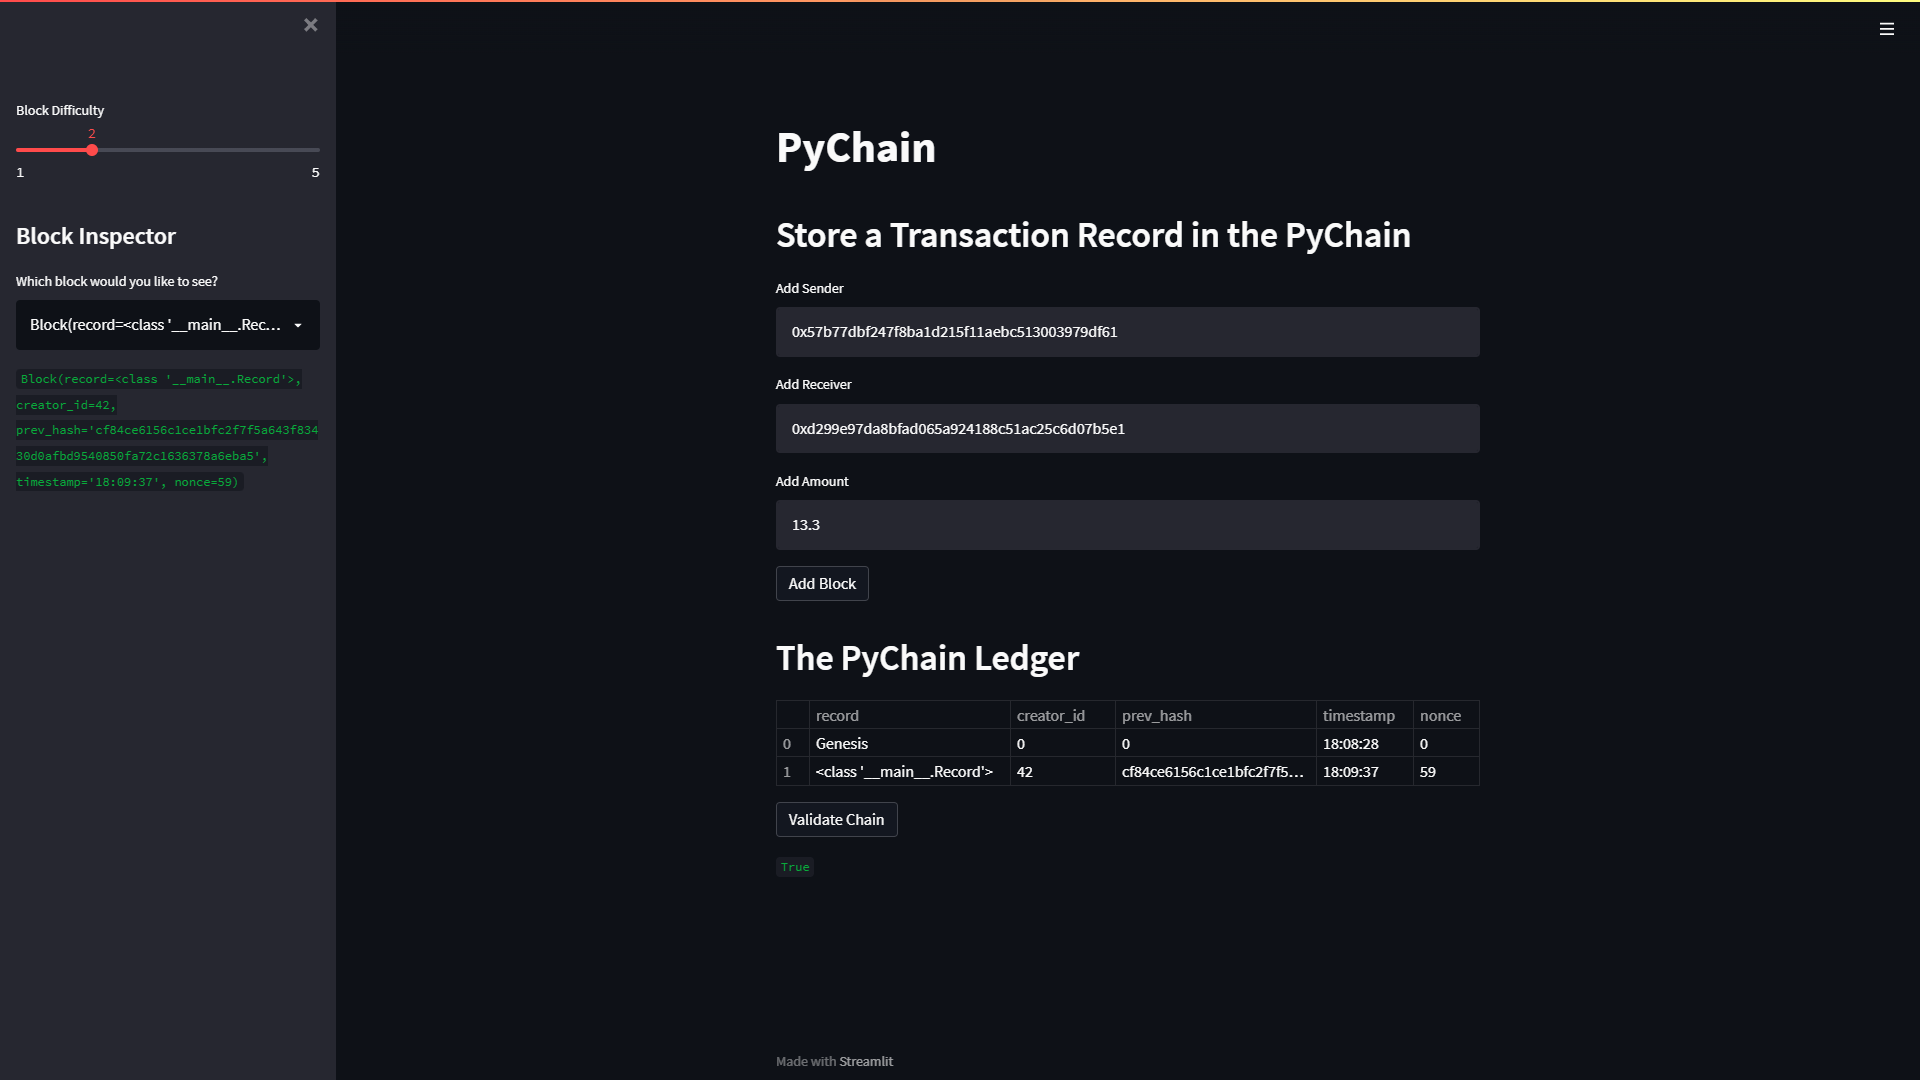 Block Difficulty
2
1 5
Block Inspector
Which block would you like to see?
Block(record=<class '__main__.Rec...
Block(record=<class '__main__.Record'>,
creator_id=42,
prev_hash='cf84ce6156c1ce1bfc2f7f5a643f834
30d0afbd9540850fa72c1636378a6eba5',
timestamp='18:09:37', nonce=59)
PyChain
Store a Transaction Record in the PyChain
Add Sender
0x57b77dbf247f8ba1d215f11aebc513003979df61
Add Receiver
0xd299e97da8bfad065a924188c51ac25c6d07b5e1
Add Amount
13.3
Add Block
The PyChain Ledger
record creator_id prev_hash timestamp nonce
0 Genesis 0 0 18:08:28 0
1 <class '__main__.Record'> 42 cf84ce6156c1ce1bfc2f7f5... 18:09:37 59
Validate Chain
True
Made with Streamlit